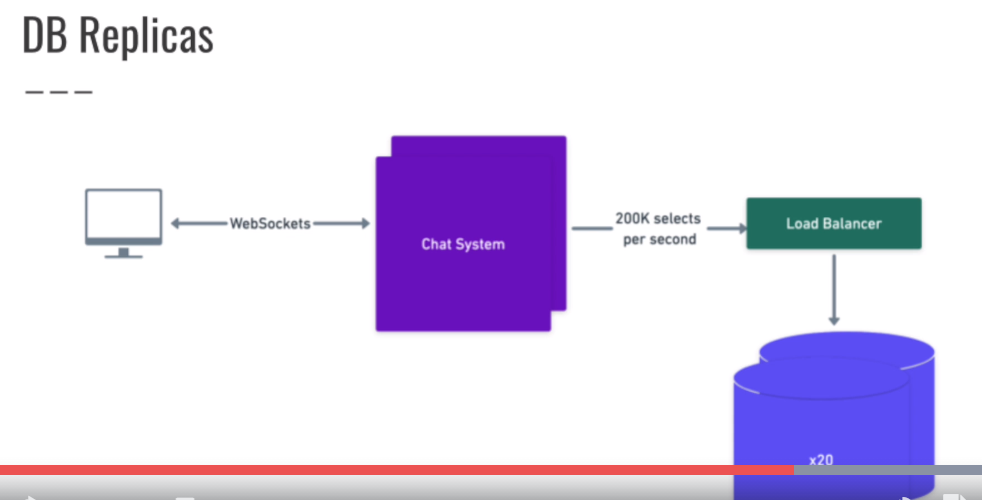 DB Replicas
WebSockets
Chat System
200K selects
per second
Load Balancer
x20